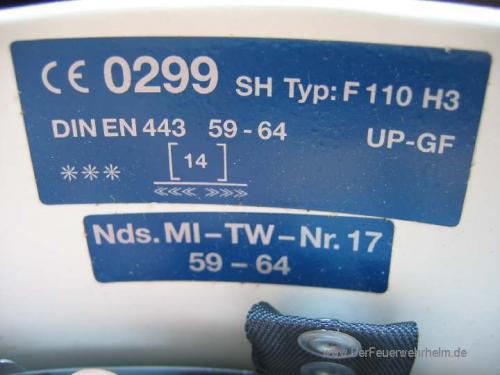 CE 0299 SH Typ: F 110 H3
DIN EN 443 59-64 UP-GF
*** [14]
<<< >>>
Nds. MI-TW-Nr. 17
59-64
www.DerFeuerwehrhelm.de